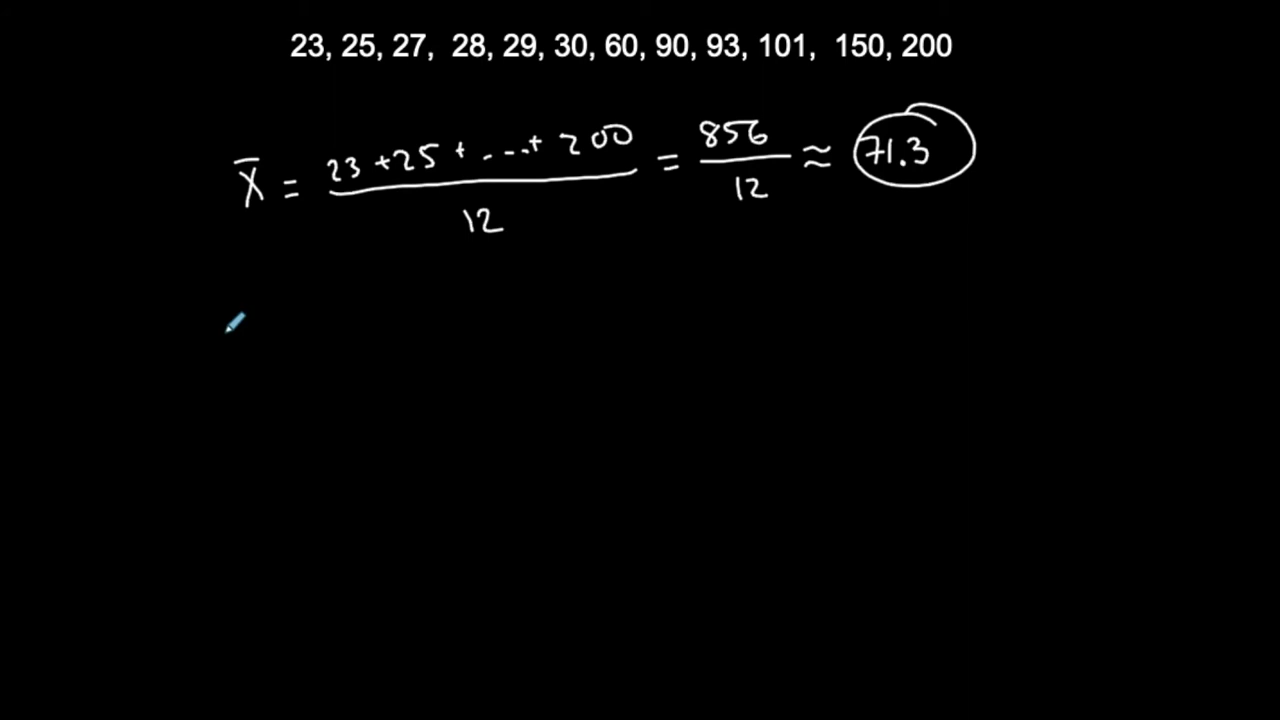 23, 25, 27, 28, 29, 30, 60, 90, 93, 101, 150, 200
X̄ = (23 + 25 + ... + 200) / 12 = 856 / 12 ≈ 71.3